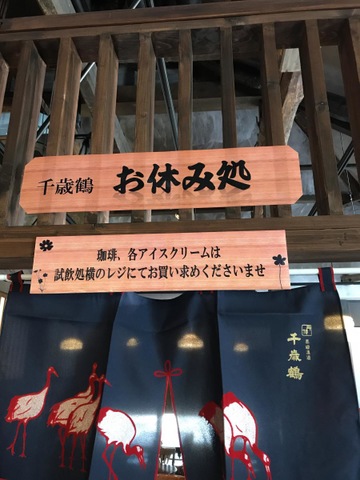 千歳鶴 お休み処
珈琲、各アイスクリームは
試飲処横のレジにてお買い求めくださいませ
千歳鶴